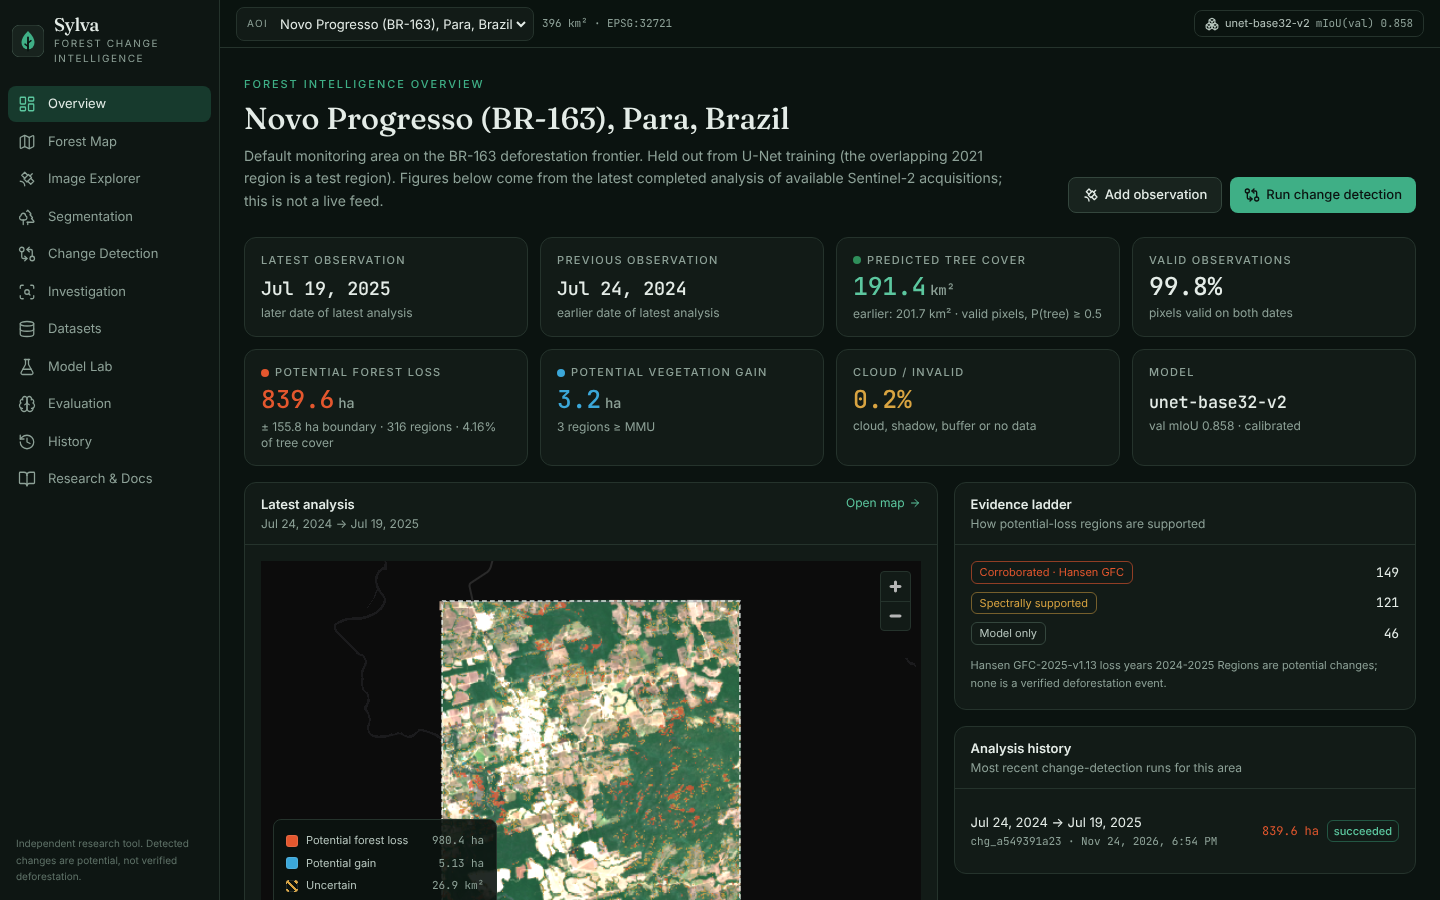 Sylva
FOREST CHANGE
INTELLIGENCE
Overview
Forest Map
Image Explorer
Segmentation
Change Detection
Investigation
Datasets
Model Lab
Evaluation
History
Research & Docs
Independent research tool. Detected
changes are potential, not verified
deforestation.
AOI Novo Progresso (BR-163), Para, Brazil 396 km² · EPSG:32721
unet-base32-v2 mIoU(val) 0.858
FOREST INTELLIGENCE OVERVIEW
Novo Progresso (BR-163), Para, Brazil
Default monitoring area on the BR-163 deforestation frontier. Held out from U-Net training (the overlapping 2021
region is a test region). Figures below come from the latest completed analysis of available Sentinel-2 acquisitions;
this is not a live feed.
Add observation
Run change detection
LATEST OBSERVATION
Jul 19, 2025
later date of latest analysis
PREVIOUS OBSERVATION
Jul 24, 2024
earlier date of latest analysis
PREDICTED TREE COVER
191.4 km²
earlier: 201.7 km² · valid pixels, P(tree) ≥ 0.5
VALID OBSERVATIONS
99.8%
pixels valid on both dates
POTENTIAL FOREST LOSS
839.6 ha
± 155.8 ha boundary · 316 regions · 4.16%
of tree cover
POTENTIAL VEGETATION GAIN
3.2 ha
3 regions ≥ MMU
CLOUD / INVALID
0.2%
cloud, shadow, buffer or no data
MODEL
unet-base32-v2
val mIoU 0.858 · calibrated
Latest analysis
Jul 24, 2024 → Jul 19, 2025
Open map →
+
−
Potential forest loss 980.4 ha
Potential gain 5.13 ha
Uncertain 26.9 km²
Evidence ladder
How potential-loss regions are supported
Corroborated · Hansen GFC 149
Spectrally supported 121
Model only 46
Hansen GFC-2025-v1.13 loss years 2024-2025 Regions are potential changes;
none is a verified deforestation event.
Analysis history
Most recent change-detection runs for this area
Jul 24, 2024 → Jul 19, 2025
chg_a549391a23 · Nov 24, 2026, 6:54 PM
839.6 ha succeeded